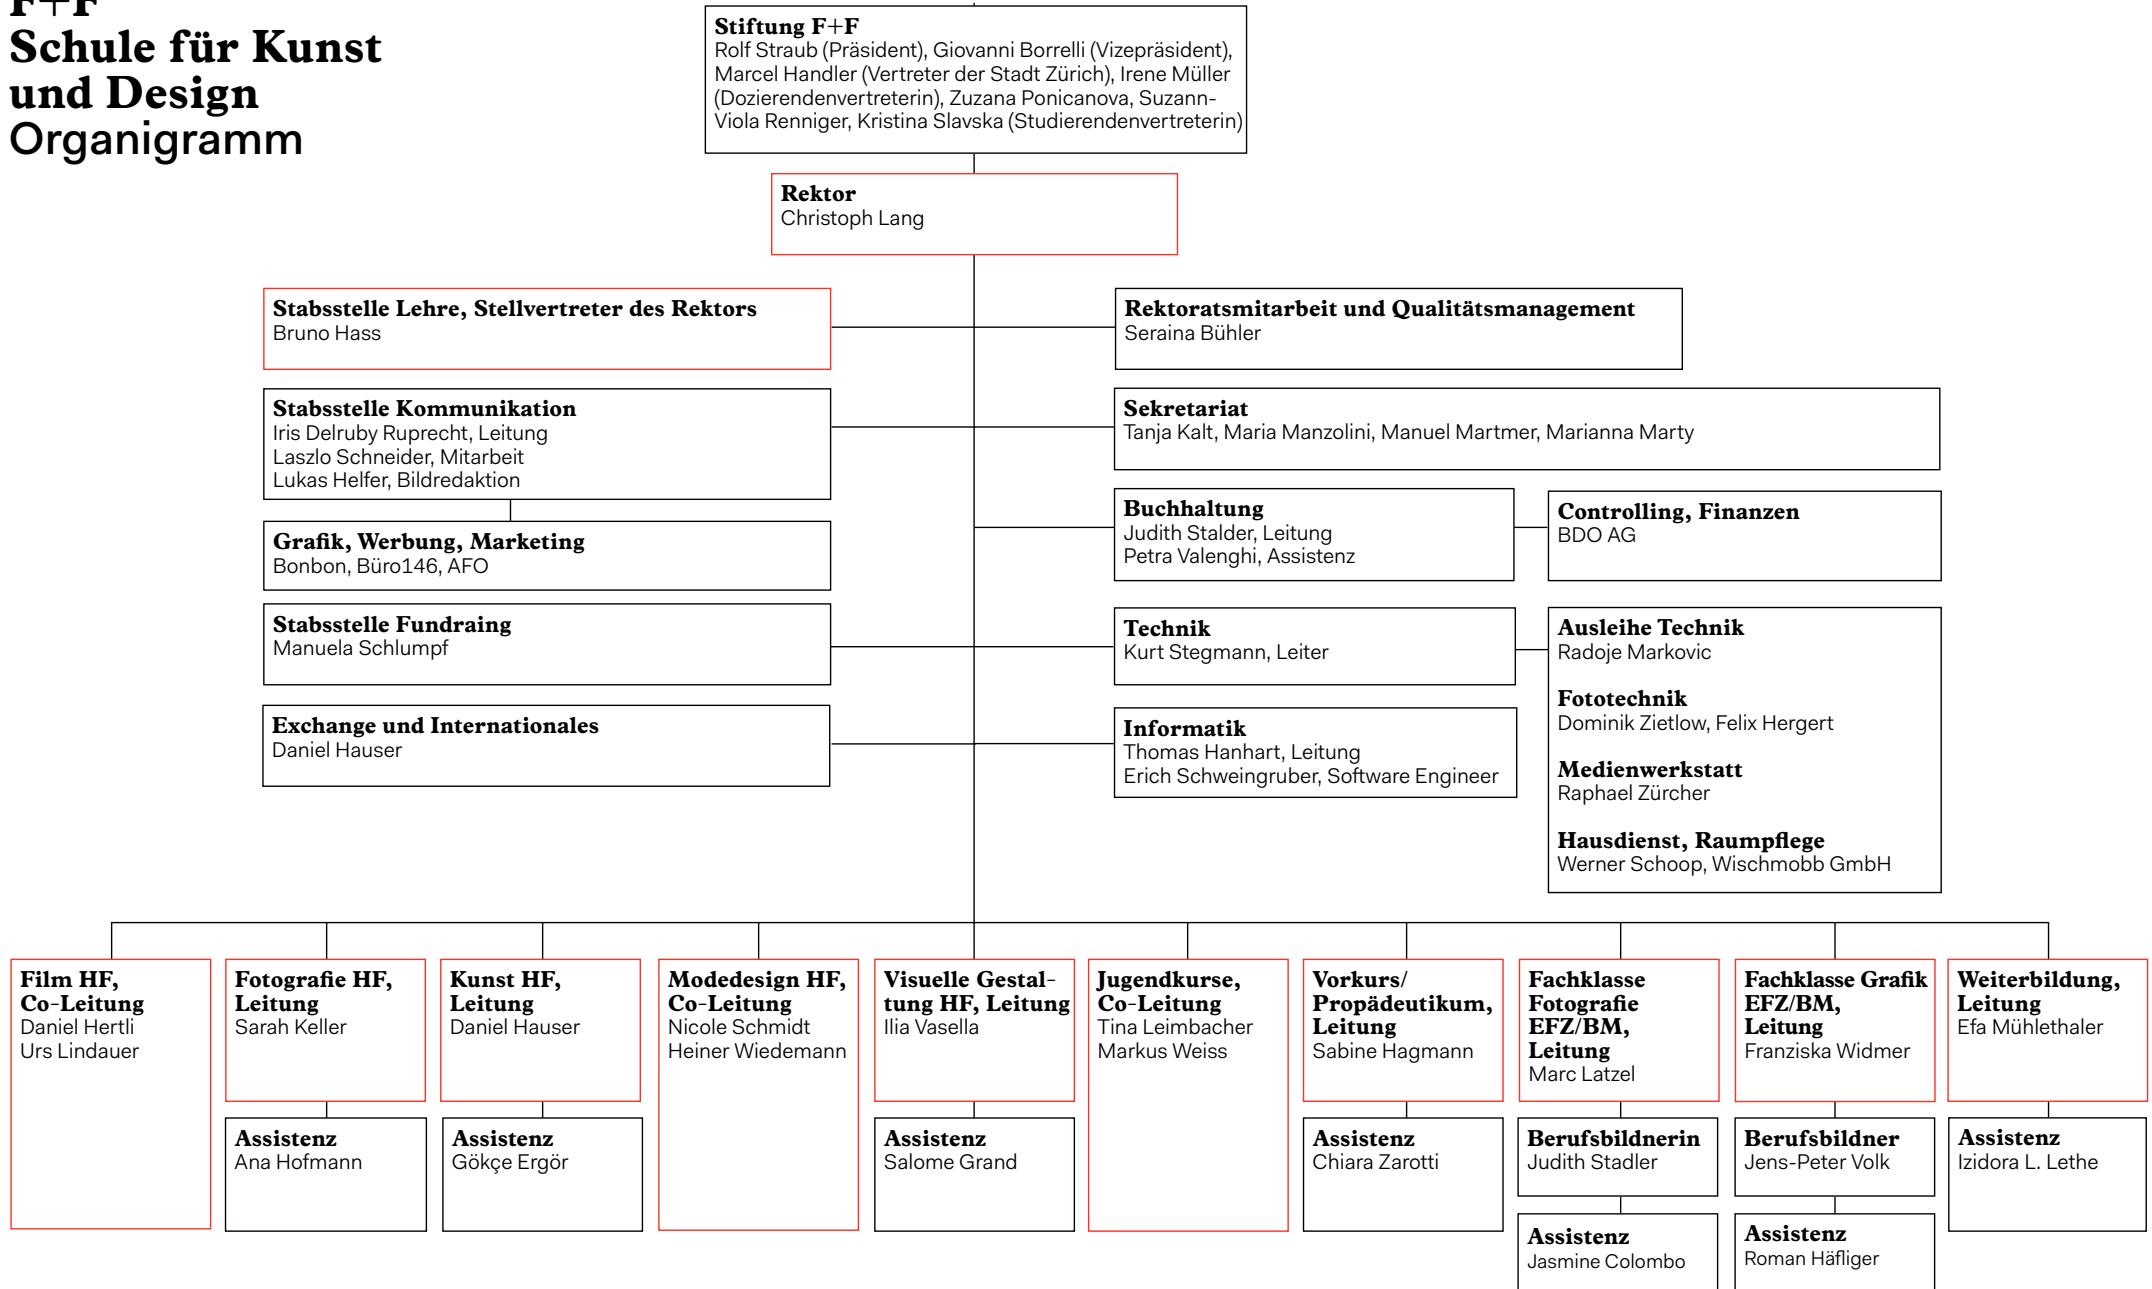 F+F
Schule für Kunst
und Design
Organigramm
Stiftung F+F
Rolf Straub (Präsident), Giovanni Borrelli (Vizepräsident),
Marcel Handler (Vertreter der Stadt Zürich), Irene Müller
(Dozierendenvertreterin), Zuzana Ponicanova, Suzann-
Viola Renniger, Kristina Slavska (Studierendenvertreterin)
Rektor
Christoph Lang
Stabsstelle Lehre, Stellvertreter des Rektors
Bruno Hass
Rektoratsmitarbeit und Qualitätsmanagement
Seraina Bühler
Stabsstelle Kommunikation
Iris Delruby Ruprecht, Leitung
Laszlo Schneider, Mitarbeit
Lukas Helfer, Bildredaktion
Sekretariat
Tanja Kalt, Maria Manzolini, Manuel Martmer, Marianna Marty
Grafik, Werbung, Marketing
Bonbon, Büro146, AFO
Buchhaltung
Judith Stalder, Leitung
Petra Valenghi, Assistenz
Controlling, Finanzen
BDO AG
Stabsstelle Fundraing
Manuela Schlumpf
Technik
Kurt Stegmann, Leiter
Ausleihe Technik
Radoje Markovic
Fototechnik
Dominik Zietlow, Felix Hergert
Medienwerkstatt
Raphael Zürcher
Hausdienst, Raumpflege
Werner Schoop, Wischmobb GmbH
Exchange und Internationales
Daniel Hauser
Informatik
Thomas Hanhart, Leitung
Erich Schweingruber, Software Engineer
Film HF,
Co-Leitung
Daniel Hertli
Urs Lindauer
Fotografie HF,
Leitung
Sarah Keller
Assistenz
Ana Hofmann
Kunst HF,
Leitung
Daniel Hauser
Assistenz
Gökçe Ergör
Modedesign HF,
Co-Leitung
Nicole Schmidt
Heiner Wiedemann
Visuelle Gestal-
tung HF, Leitung
Ilia Vasella
Assistenz
Salome Grand
Jugendkurse,
Co-Leitung
Tina Leimbacher
Markus Weiss
Vorkurs/
Propädeutikum,
Leitung
Sabine Hagmann
Assistenz
Chiara Zarotti
Fachklasse
Fotografie
EFZ/BM,
Leitung
Marc Latzel
Berufsbildnerin
Judith Stadler
Assistenz
Jasmine Colombo
Fachklasse Grafik
EFZ/BM,
Leitung
Franziska Widmer
Berufsbildner
Jens-Peter Volk
Assistenz
Roman Häfliger
Weiterbildung,
Leitung
Efa Mühlethaler
Assistenz
Izidora L. Lethe